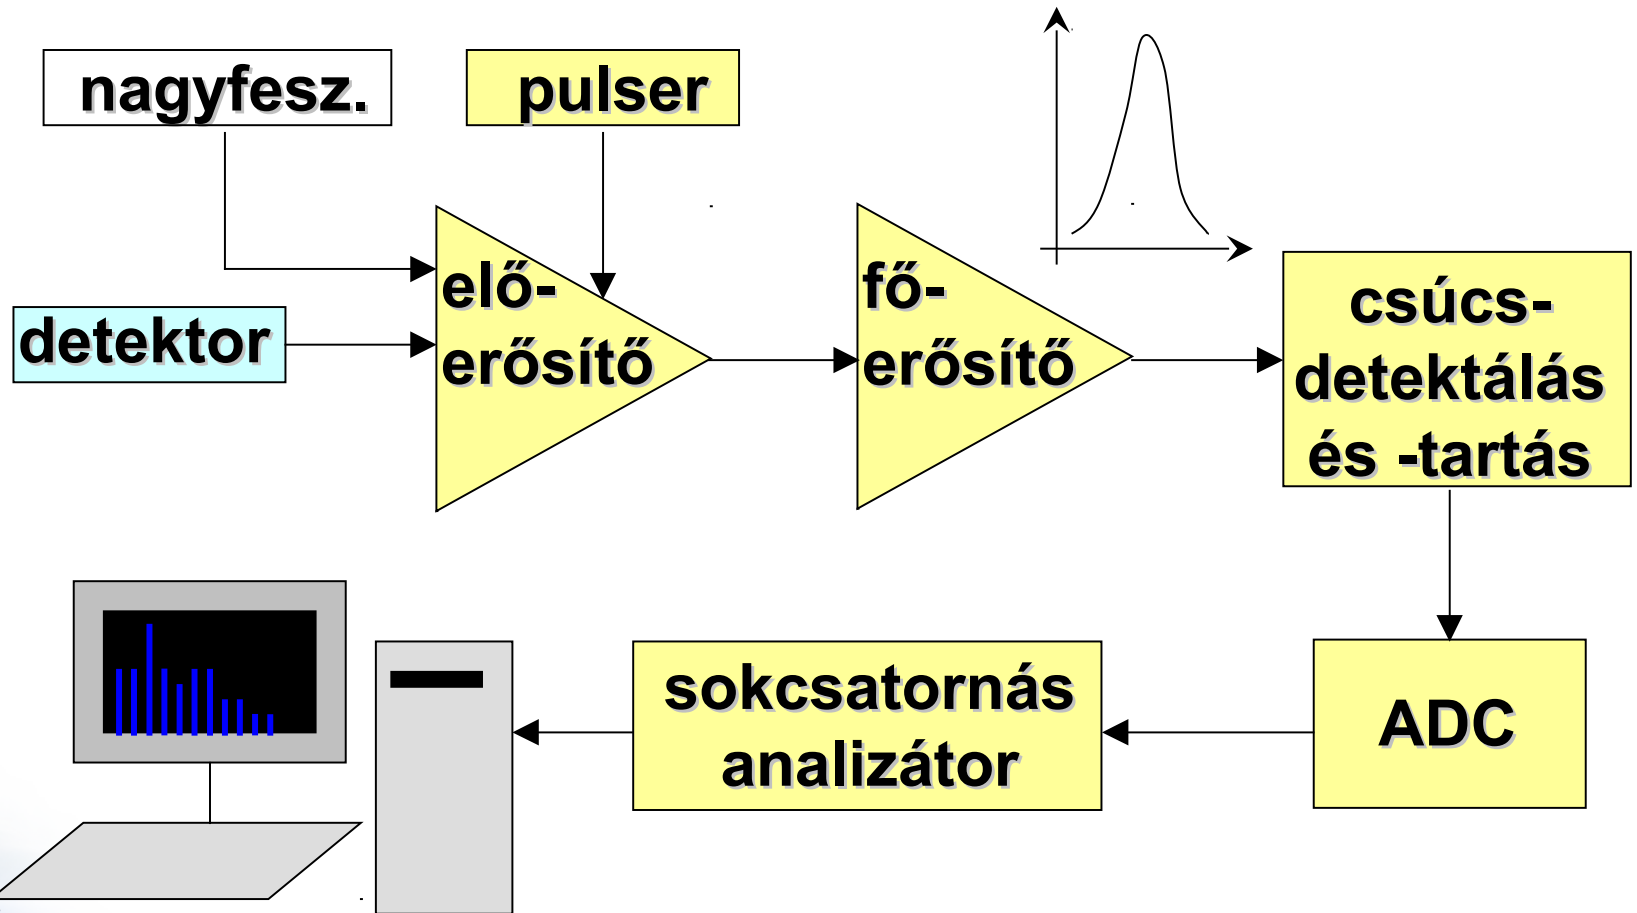 nagyfesz.
pulser
detektor
elő-
erősítő
fő-
erősítő
csúcs-
detektálás
és -tartás
ADC
sokcsatornás
analizátor